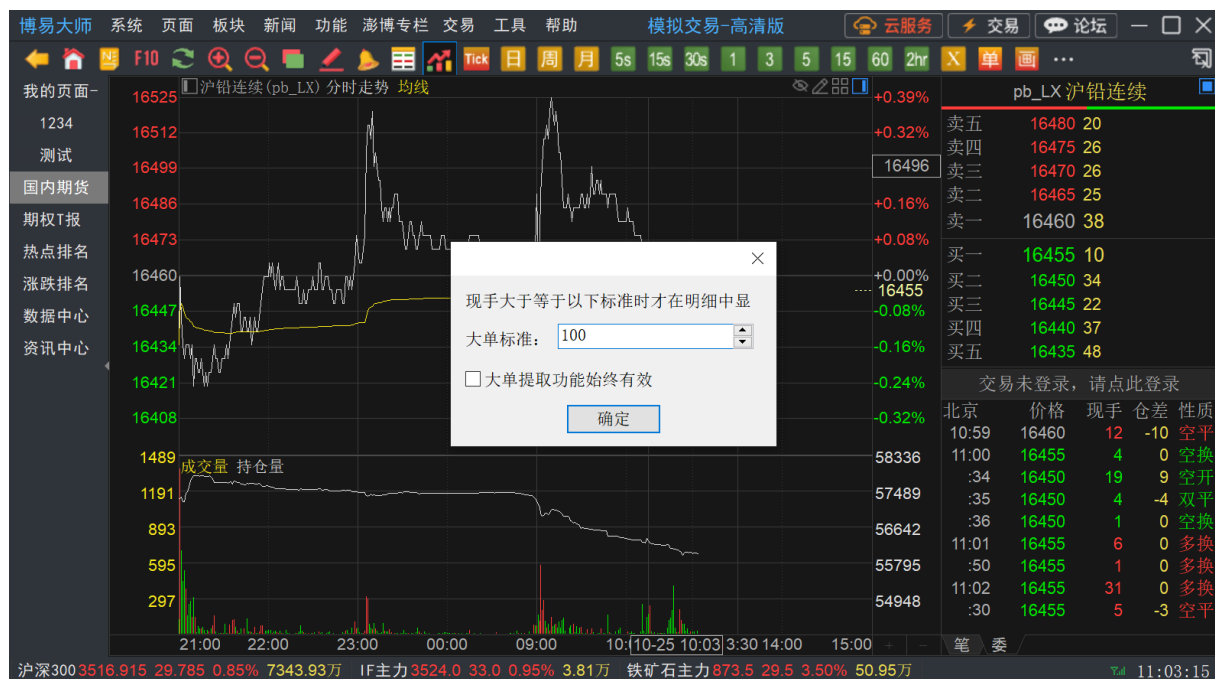 博易大师 系统 页面 板块 新闻 功能 澎博专栏 交易 工具 帮助 模拟交易-高清版 云服务 交易 论坛
F10 Tick 日 周 月 5s 15s 30s 1 3 5 15 60 2hr X 单 画 ...
我的页面-
1234
测试
国内期货
期权T报
热点排名
涨跌排名
数据中心
资讯中心
沪铅连续(pb_LX) 分时走势 均线
16525 +0.39%
16512 +0.32%
16499 16496
16486 +0.16%
16473 +0.08%
16460 +0.00%
16455
16447 -0.08%
16434 -0.16%
16421 -0.24%
16408 -0.32%
现手大于等于以下标准时才在明细中显
大单标准： 100
大单提取功能始终有效
确定
成交量 持仓量
1489 58336
1191 57489
893 56642
595 55795
297 54948
21:00 22:00 23:00 00:00 09:00 10:(10-25 10:03 3:30 14:00 15:00 + -
pb_LX 沪铅连续
卖五 16480 20
卖四 16475 26
卖三 16470 26
卖二 16465 25
卖一 16460 38
买一 16455 10
买二 16450 34
买三 16445 22
买四 16440 37
买五 16435 48
交易未登录，请点此登录
北京 价格 现手 仓差 性质
10:59 16460 12 -10 空平
11:00 16455 4 0 空换
:34 16450 19 9 空开
:35 16450 4 -4 双平
:36 16450 1 0 空换
11:01 16455 6 0 多换
:50 16455 1 0 多换
11:02 16455 31 0 多换
:30 16455 5 -3 空平
笔 委
沪深300 3516.915 29.785 0.85% 7343.93万 IF主力 3524.0 33.0 0.95% 3.81万 铁矿石主力 873.5 29.5 3.50% 50.95万 11:03:15